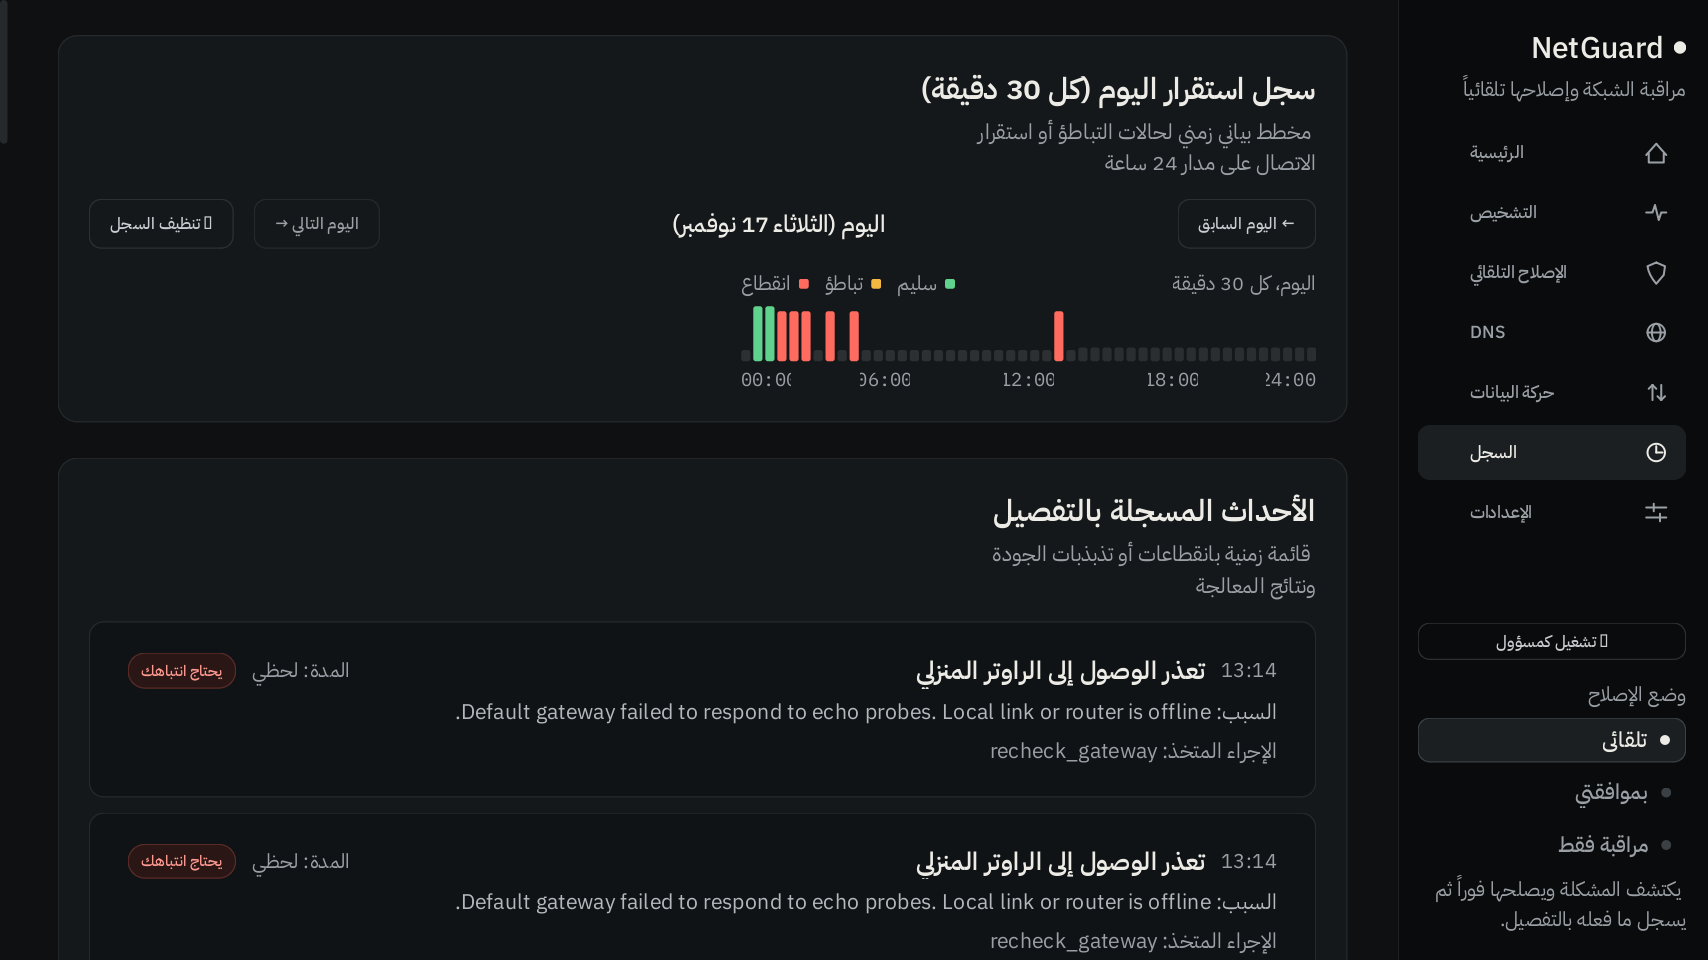 NetGuard
مراقبة الشبكة وإصلاحها تلقائياً
الرئيسية
التشخيص
الإصلاح التلقائي
DNS
حركة البيانات
السجل
الإعدادات
تشغيل كمسؤول
وضع الإصلاح
تلقائي
بموافقتي
مراقبة فقط
يكتشف المشكلة ويصلحها فوراً ثم
يسجل ما فعله بالتفصيل.
سجل استقرار اليوم (كل 30 دقيقة)
مخطط بياني زمني لحالات التباطؤ أو استقرار
الاتصال على مدار 24 ساعة
← اليوم السابق
اليوم (الثلاثاء 17 نوفمبر)
اليوم التالي →
تنظيف السجل
اليوم، كل 30 دقيقة
سليم تباطؤ انقطاع
00:00 06:00 12:00 18:00 24:00
الأحداث المسجلة بالتفصيل
قائمة زمنية بانقطاعات أو تذبذبات الجودة
ونتائج المعالجة
13:14 تعذر الوصول إلى الراوتر المنزلي المدة: لحظي يحتاج انتباهك
السبب: Default gateway failed to respond to echo probes. Local link or router is offline.
الإجراء المتخذ: recheck_gateway
13:14 تعذر الوصول إلى الراوتر المنزلي المدة: لحظي يحتاج انتباهك
السبب: Default gateway failed to respond to echo probes. Local link or router is offline.
الإجراء المتخذ: recheck_gateway